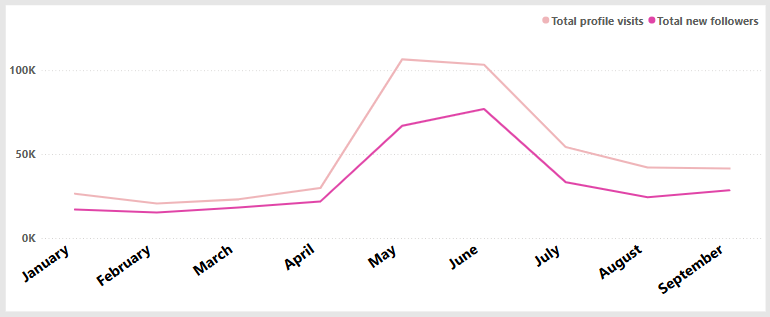 Total profile visits Total new followers
100K
50K
0K
January February March April May June July August September